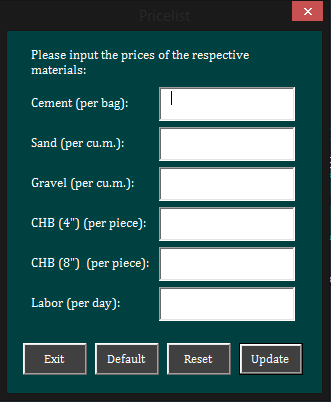 Pricelist
Please input the prices of the respective
materials:
Cement (per bag):
Sand (per cu.m.):
Gravel (per cu.m.):
CHB (4") (per piece):
CHB (8")  (per piece):
Labor (per day):
Exit Default Reset Update